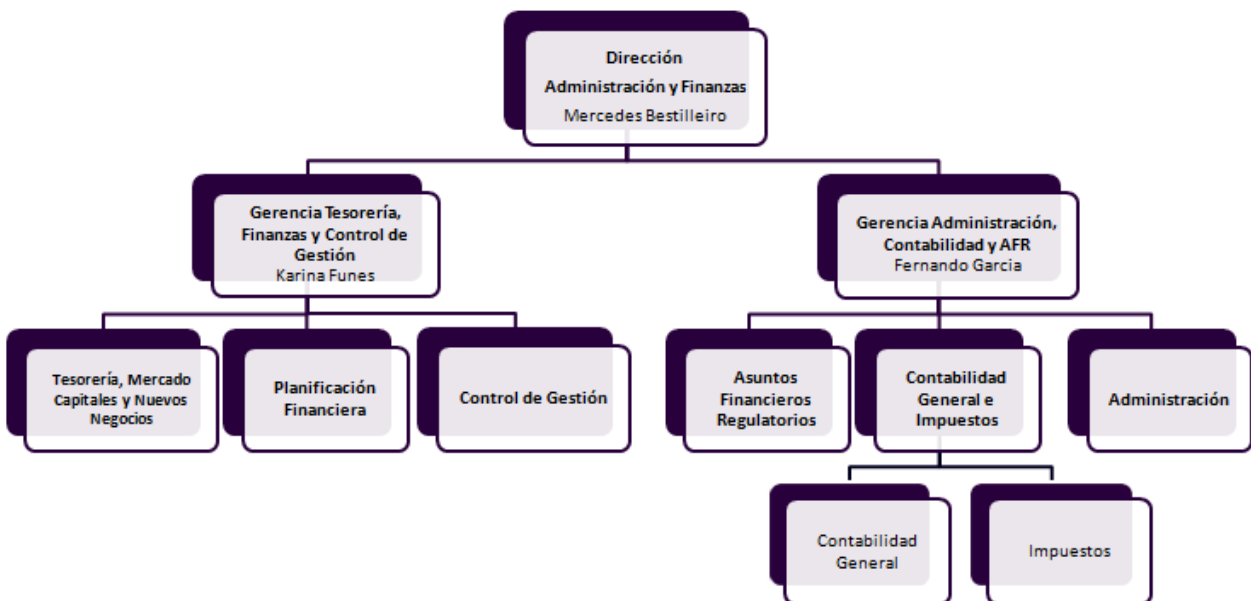 Dirección
Administración y Finanzas
Mercedes Bestilleiro
Gerencia Tesorería,
Finanzas y Control de
Gestión
Karina Funes
Gerencia Administración,
Contabilidad y AFR
Fernando Garcia
Tesorería, Mercado
Capitales y Nuevos
Negocios
Planificación
Financiera
Control de Gestión
Asuntos
Financieros
Regulatorios
Contabilidad
General e
Impuestos
Administración
Contabilidad
General
Impuestos